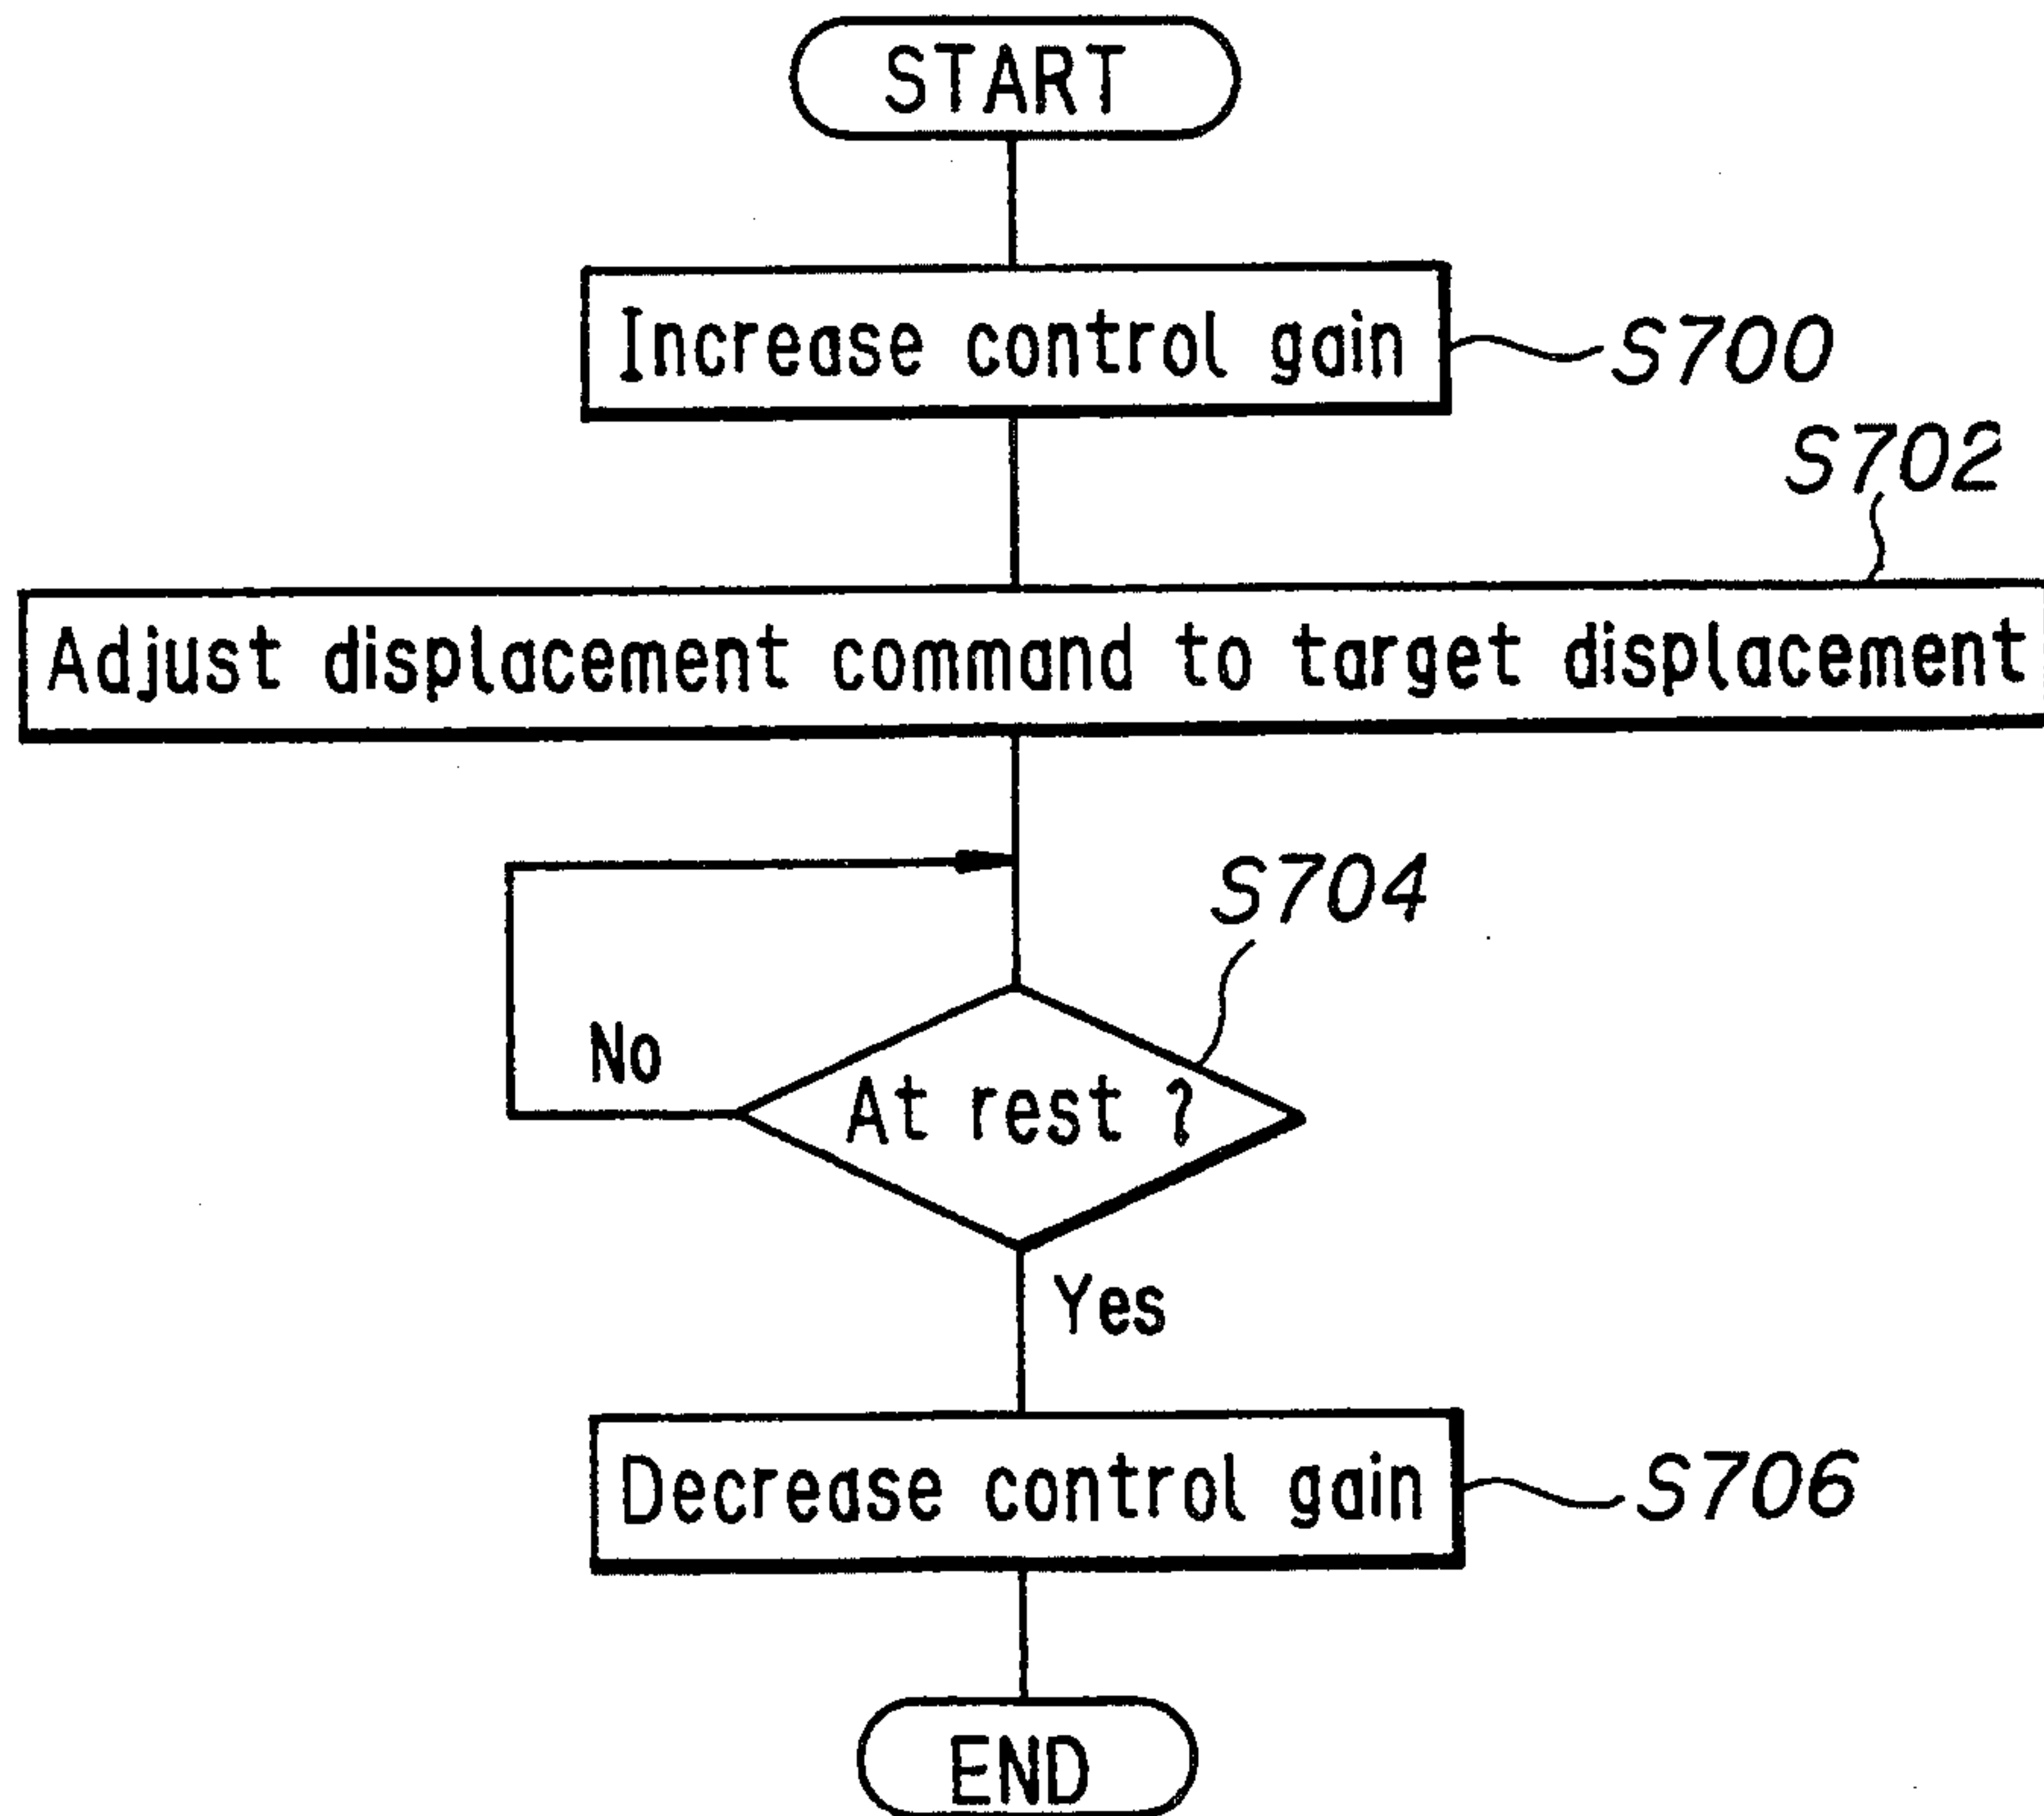 START
Increase control gain
S700
S702
Adjust displacement command to target displacement
S704
No
At rest ?
Yes
Decrease control gain
S706
END